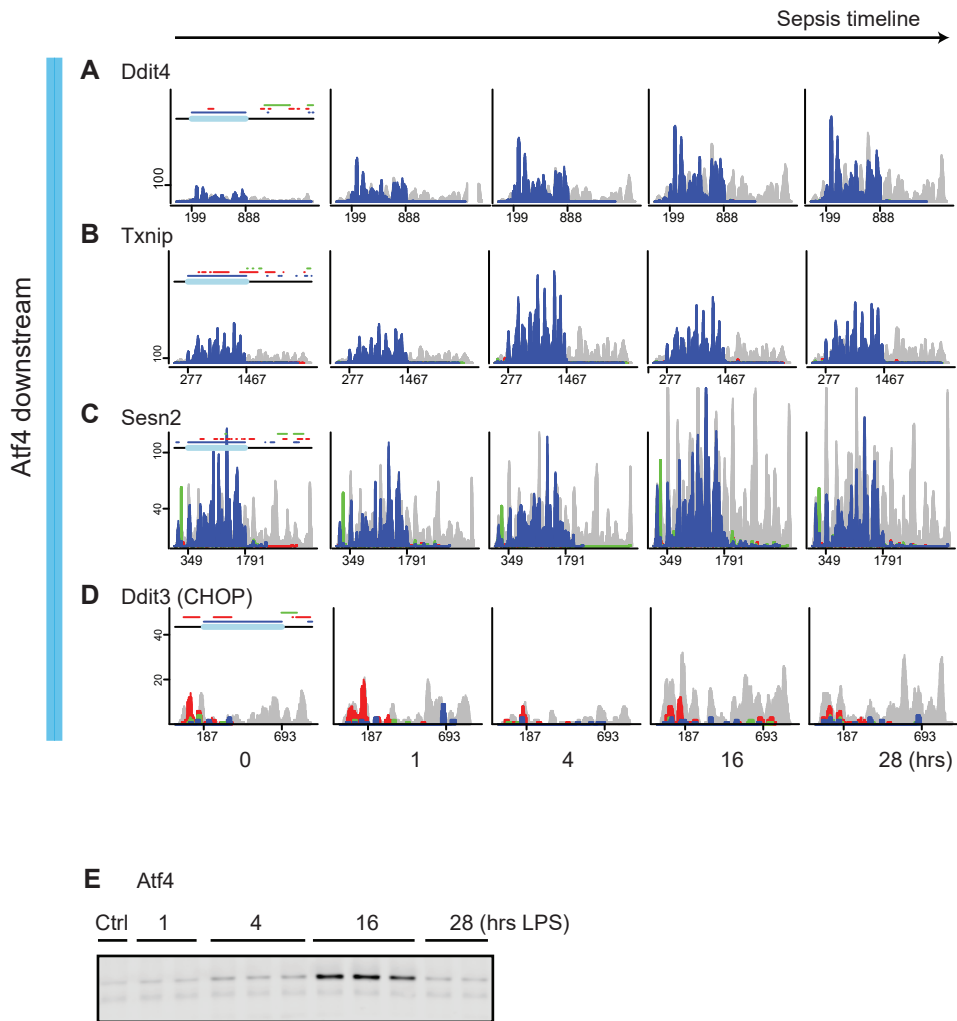 Sepsis timeline
Atf4 downstream
A Ddit4
100
199 888 199 888 199 888 199 888 199 888
B Txnip
100
277 1467 277 1467 277 1467 277 1467 277 1467
C Sesn2
100
40
349 1791 349 1791 349 1791 349 1791 349 1791
D Ddit3 (CHOP)
40
20
187 693 187 693 187 693 187 693 187 693
0 1 4 16 28 (hrs)
E Atf4
Ctrl 1 4 16 28 (hrs LPS)